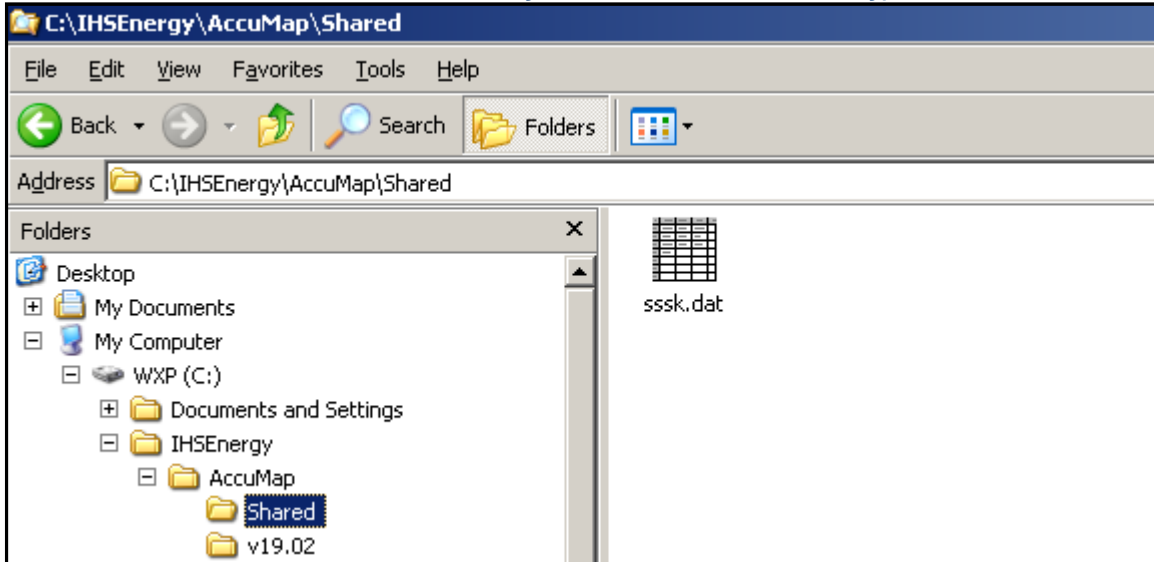 C:\IHSEnergy\AccuMap\Shared
File Edit View Favorites Tools Help
Back Search Folders
Address C:\IHSEnergy\AccuMap\Shared
Folders
Desktop
My Documents
My Computer
WXP (C:)
Documents and Settings
IHSEnergy
AccuMap
Shared
v19.02
sssk.dat